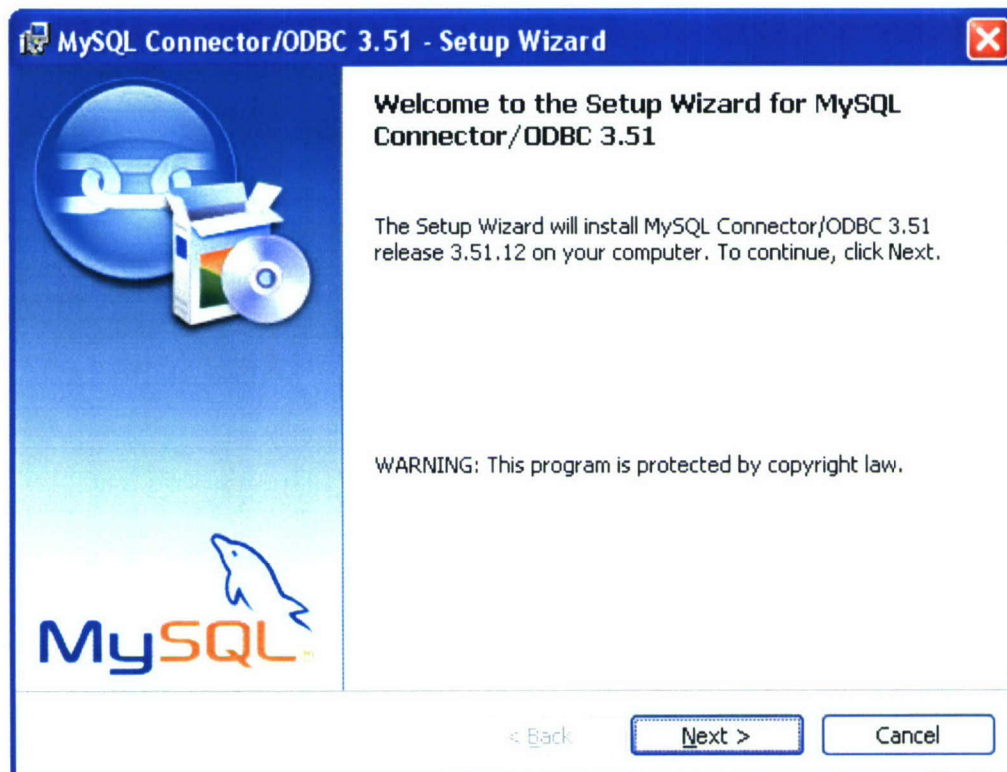 MySQL Connector/ODBC 3.51 - Setup Wizard
Welcome to the Setup Wizard for MySQL
Connector/ODBC 3.51
The Setup Wizard will install MySQL Connector/ODBC 3.51
release 3.51.12 on your computer. To continue, click Next.
WARNING: This program is protected by copyright law.
MySQL
< Back
Next >
Cancel